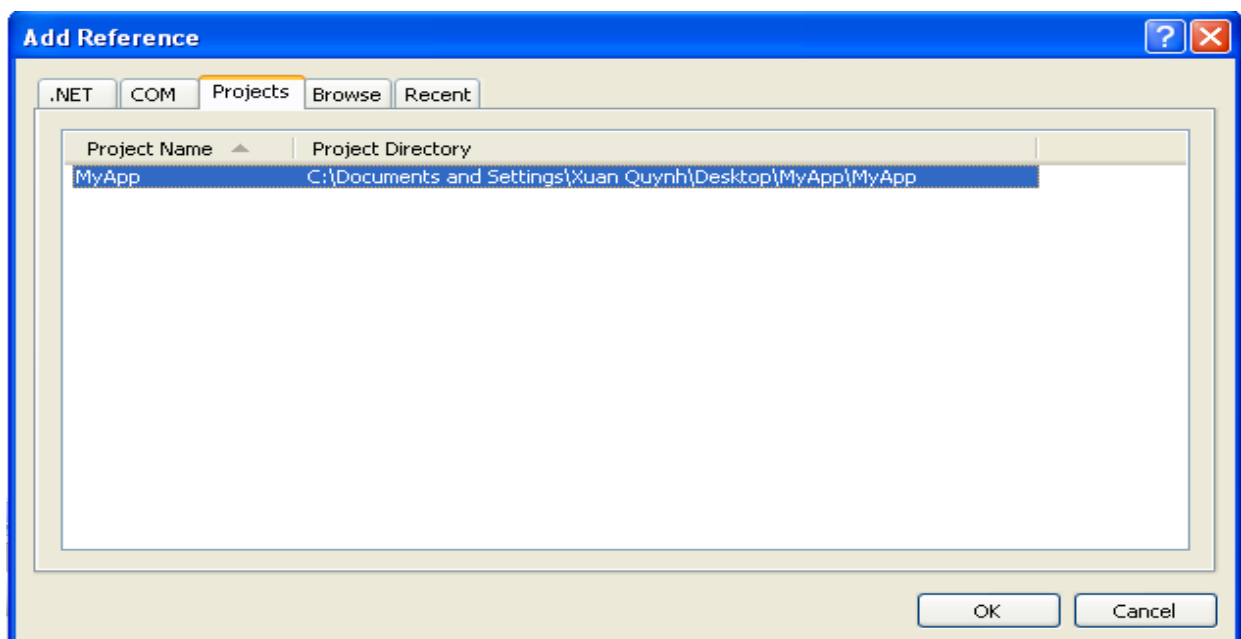 Add Reference
.NET COM Projects Browse Recent
Project Name Project Directory
MyApp C:\Documents and Settings\Xuan Quynh\Desktop\MyApp\MyApp
OK Cancel